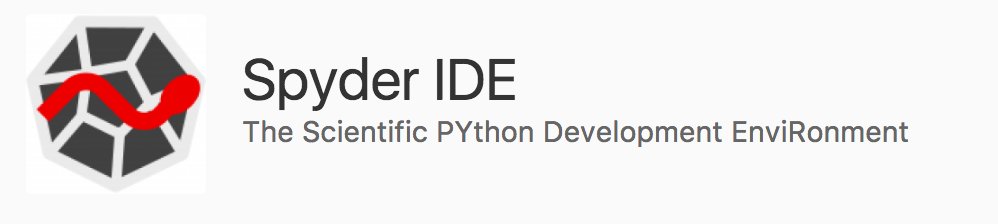 Spyder IDE
The Scientific PYthon Development EnviRonment